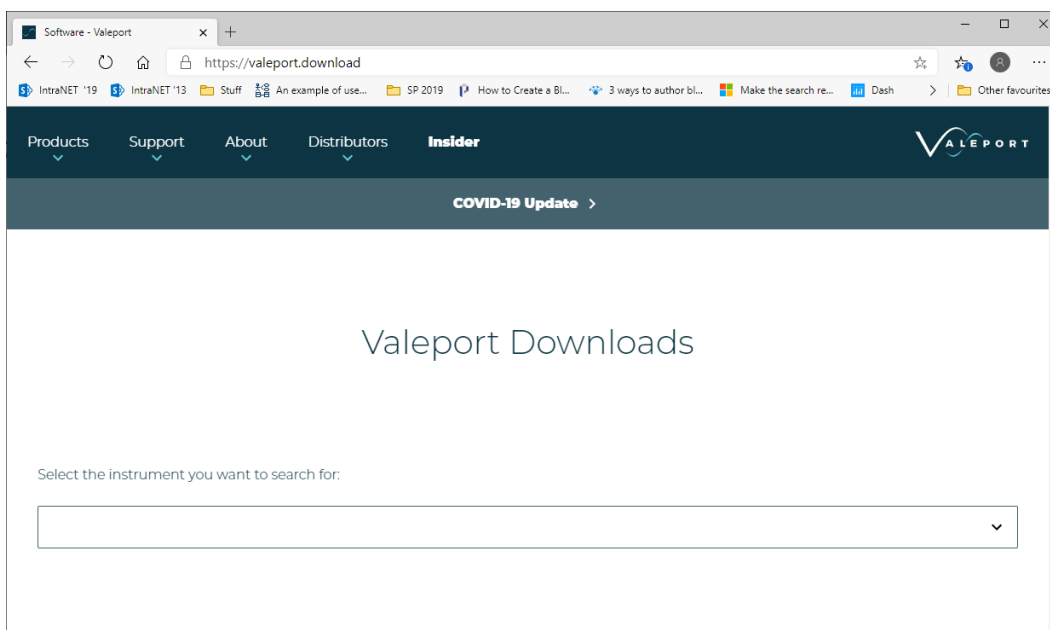 Software - Valeport
https://valeport.download
IntraNET '19 IntraNET '13 Stuff An example of use... SP 2019 How to Create a Bl... 3 ways to author bl... Make the search re... Dash Other favourites
Products Support About Distributors Insider VALEPORT
COVID-19 Update >
Valeport Downloads
Select the instrument you want to search for: